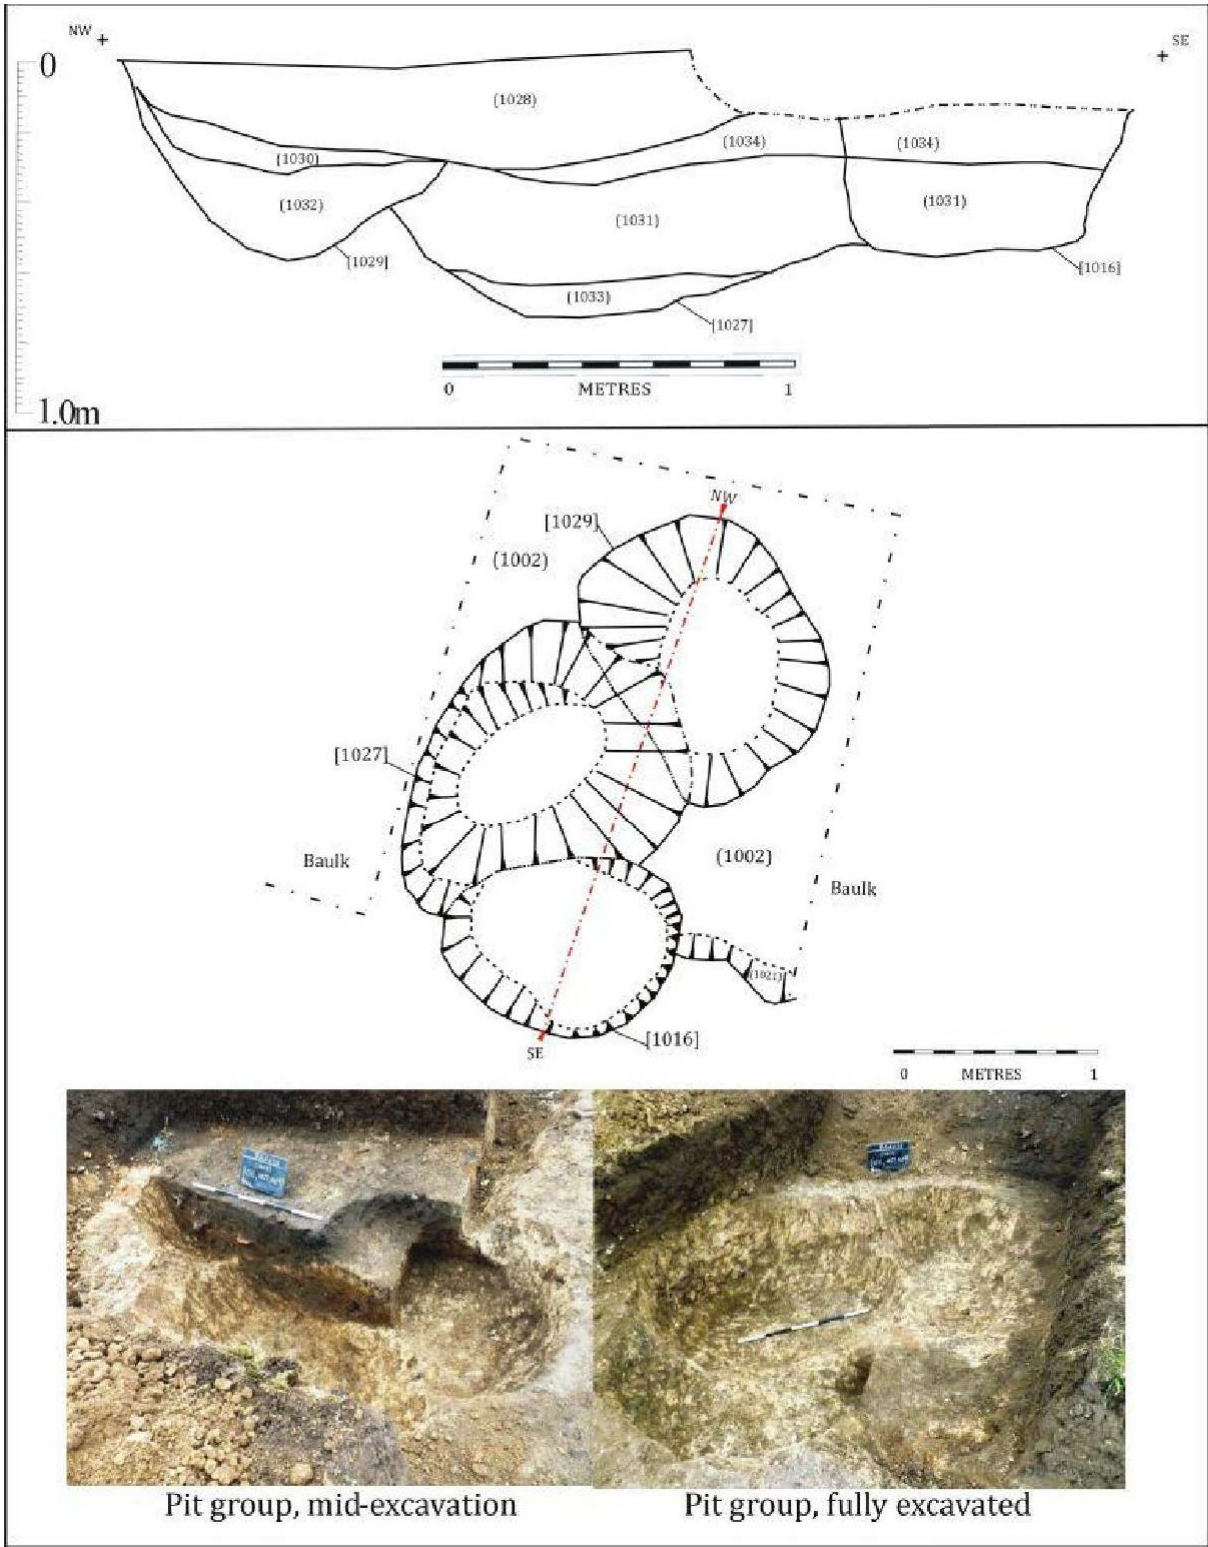 NW
SE
0
(1028)
(1034)
(1034)
(1030)
(1032)
(1031)
(1031)
[1029]
[1016]
(1033)
[1027]
0 METRES 1
1.0m
NW
[1029]
(1002)
[1027]
(1002)
Baulk
Baulk
(1021)
[1016]
SE
0 METRES 1
Pit group, mid-excavation
Pit group, fully excavated